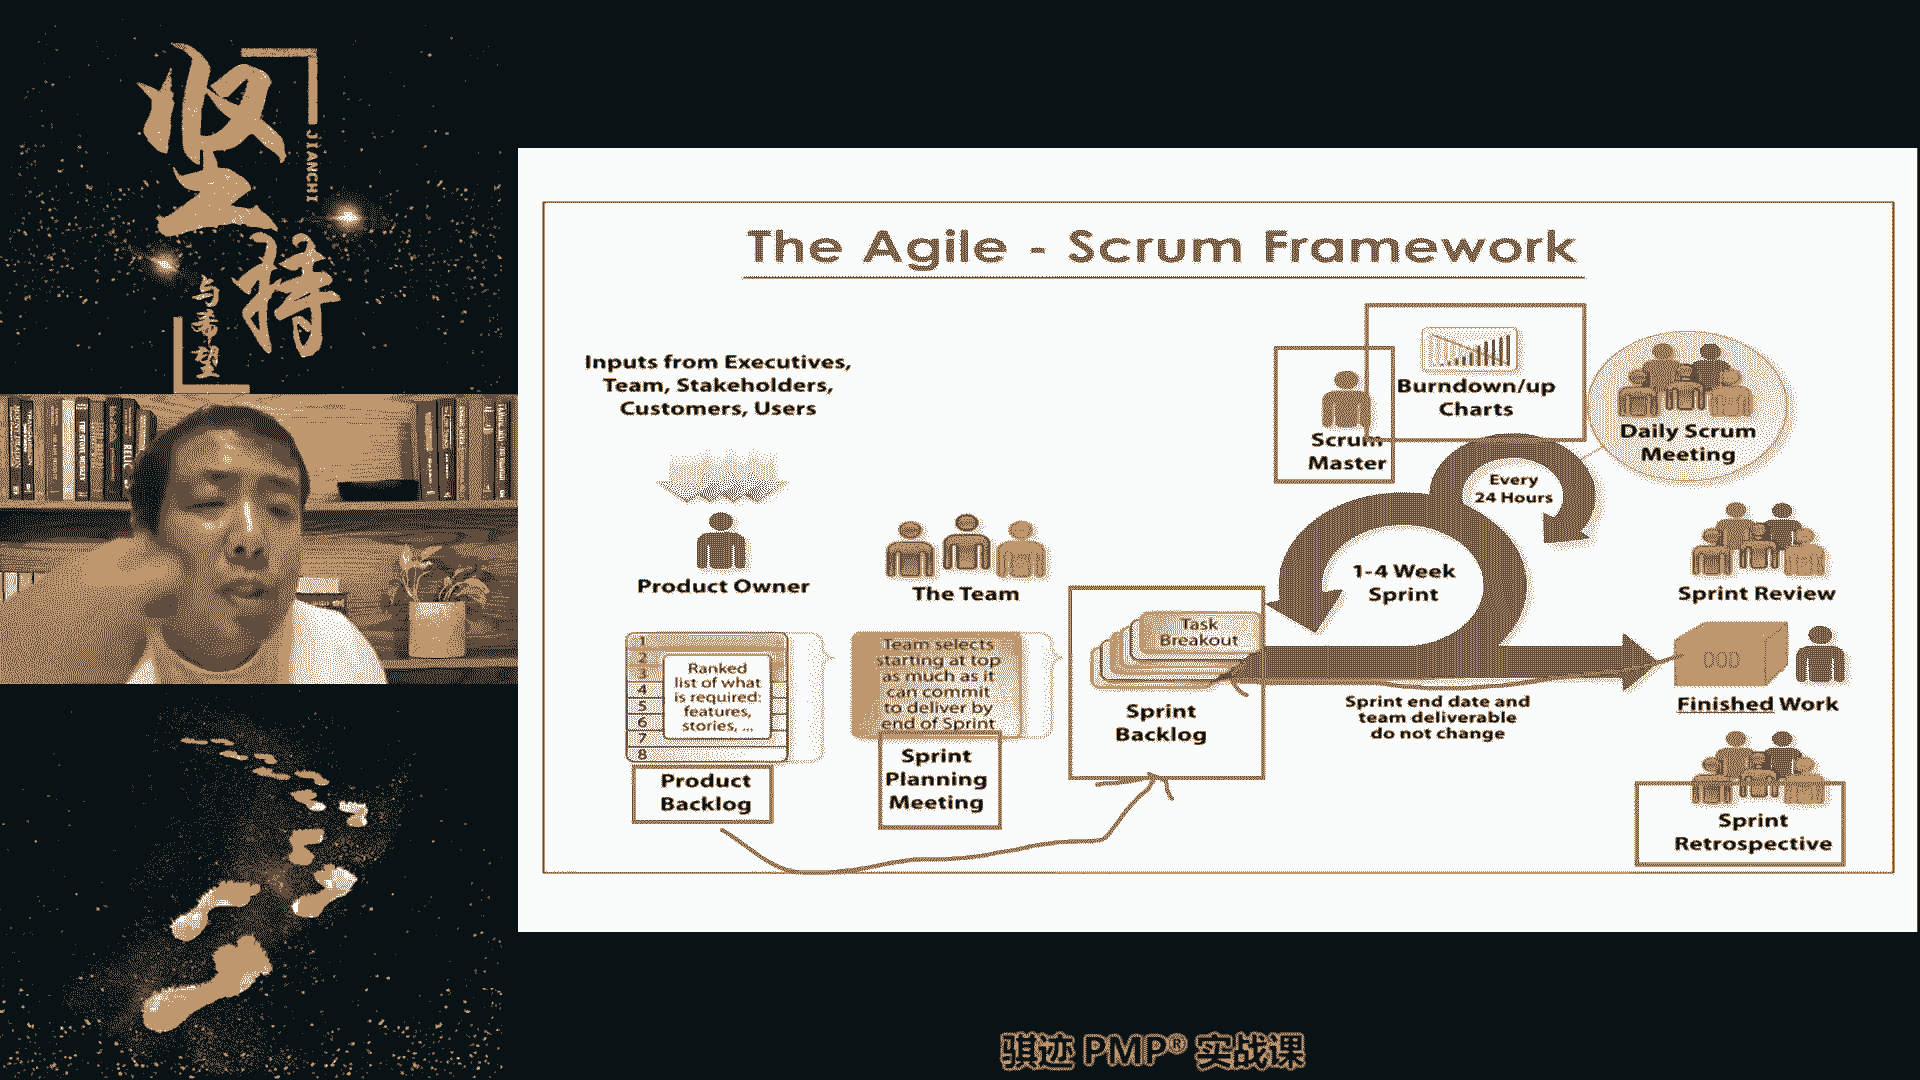 坚持
JIANCHI
与希望
The Agile - Scrum Framework
Inputs from Executives,
Team, Stakeholders,
Customers, Users
Product Owner
The Team
1
2
3
4
5
6
7
8
Ranked
list of what
is required:
features,
stories, ...
Product
Backlog
Team selects
starting at top
as much as it
can commit
to deliver by
end of Sprint
Sprint
Planning
Meeting
Task
Breakout
Sprint
Backlog
Scrum
Master
Burndown/up
Charts
Daily Scrum
Meeting
Every
24 Hours
1-4 Week
Sprint
Sprint end date and
team deliverable
do not change
Sprint Review
Finished Work
Sprint
Retrospective
骐迹 PMP® 实战课